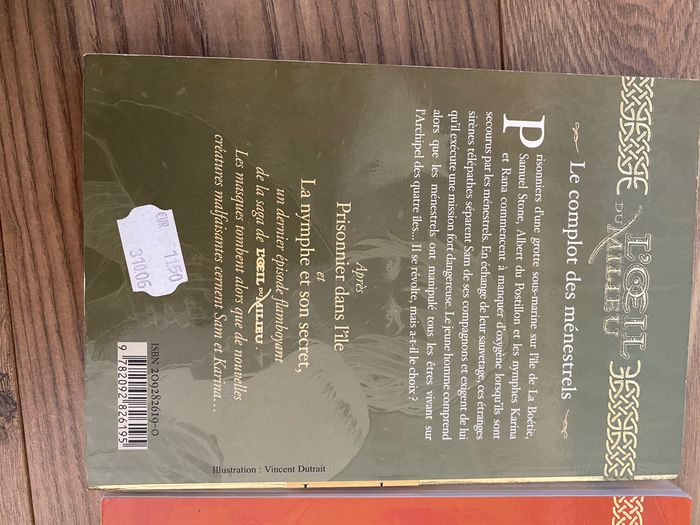 L'ŒIL
DU MILIEU
Le complot des ménestrels
Prisonniers d'une grotte sous-marine sur l'île de La Boétie,
Samuel Stone, Albert du Postillon et les nymphes Karina
et Rana commencent à manquer d'oxygène lorsqu'ils sont
secourus par les ménestrels. En échange de leur sauvetage, ces étranges
sirènes télépathes séparent Sam de ses compagnons et exigent de lui
qu'il exécute une mission fort dangereuse. Le jeune homme comprend
alors que les ménestrels ont manipulé tous les êtres vivant sur
l'Archipel des quatre îles... Il se révolte, mais a-t-il le choix ?
Après
Prisonnier dans l'île
et
La nymphe et son secret,
un dernier épisode flamboyant
de la saga de L'ŒIL DU MILIEU.
Les masques tombent alors que de nouvelles
créatures malfaisantes cernent Sam et Karina...
EUR 1.50
31006
ISBN 209282619-0
9 782092 826195
Illustration : Vincent Dutrait